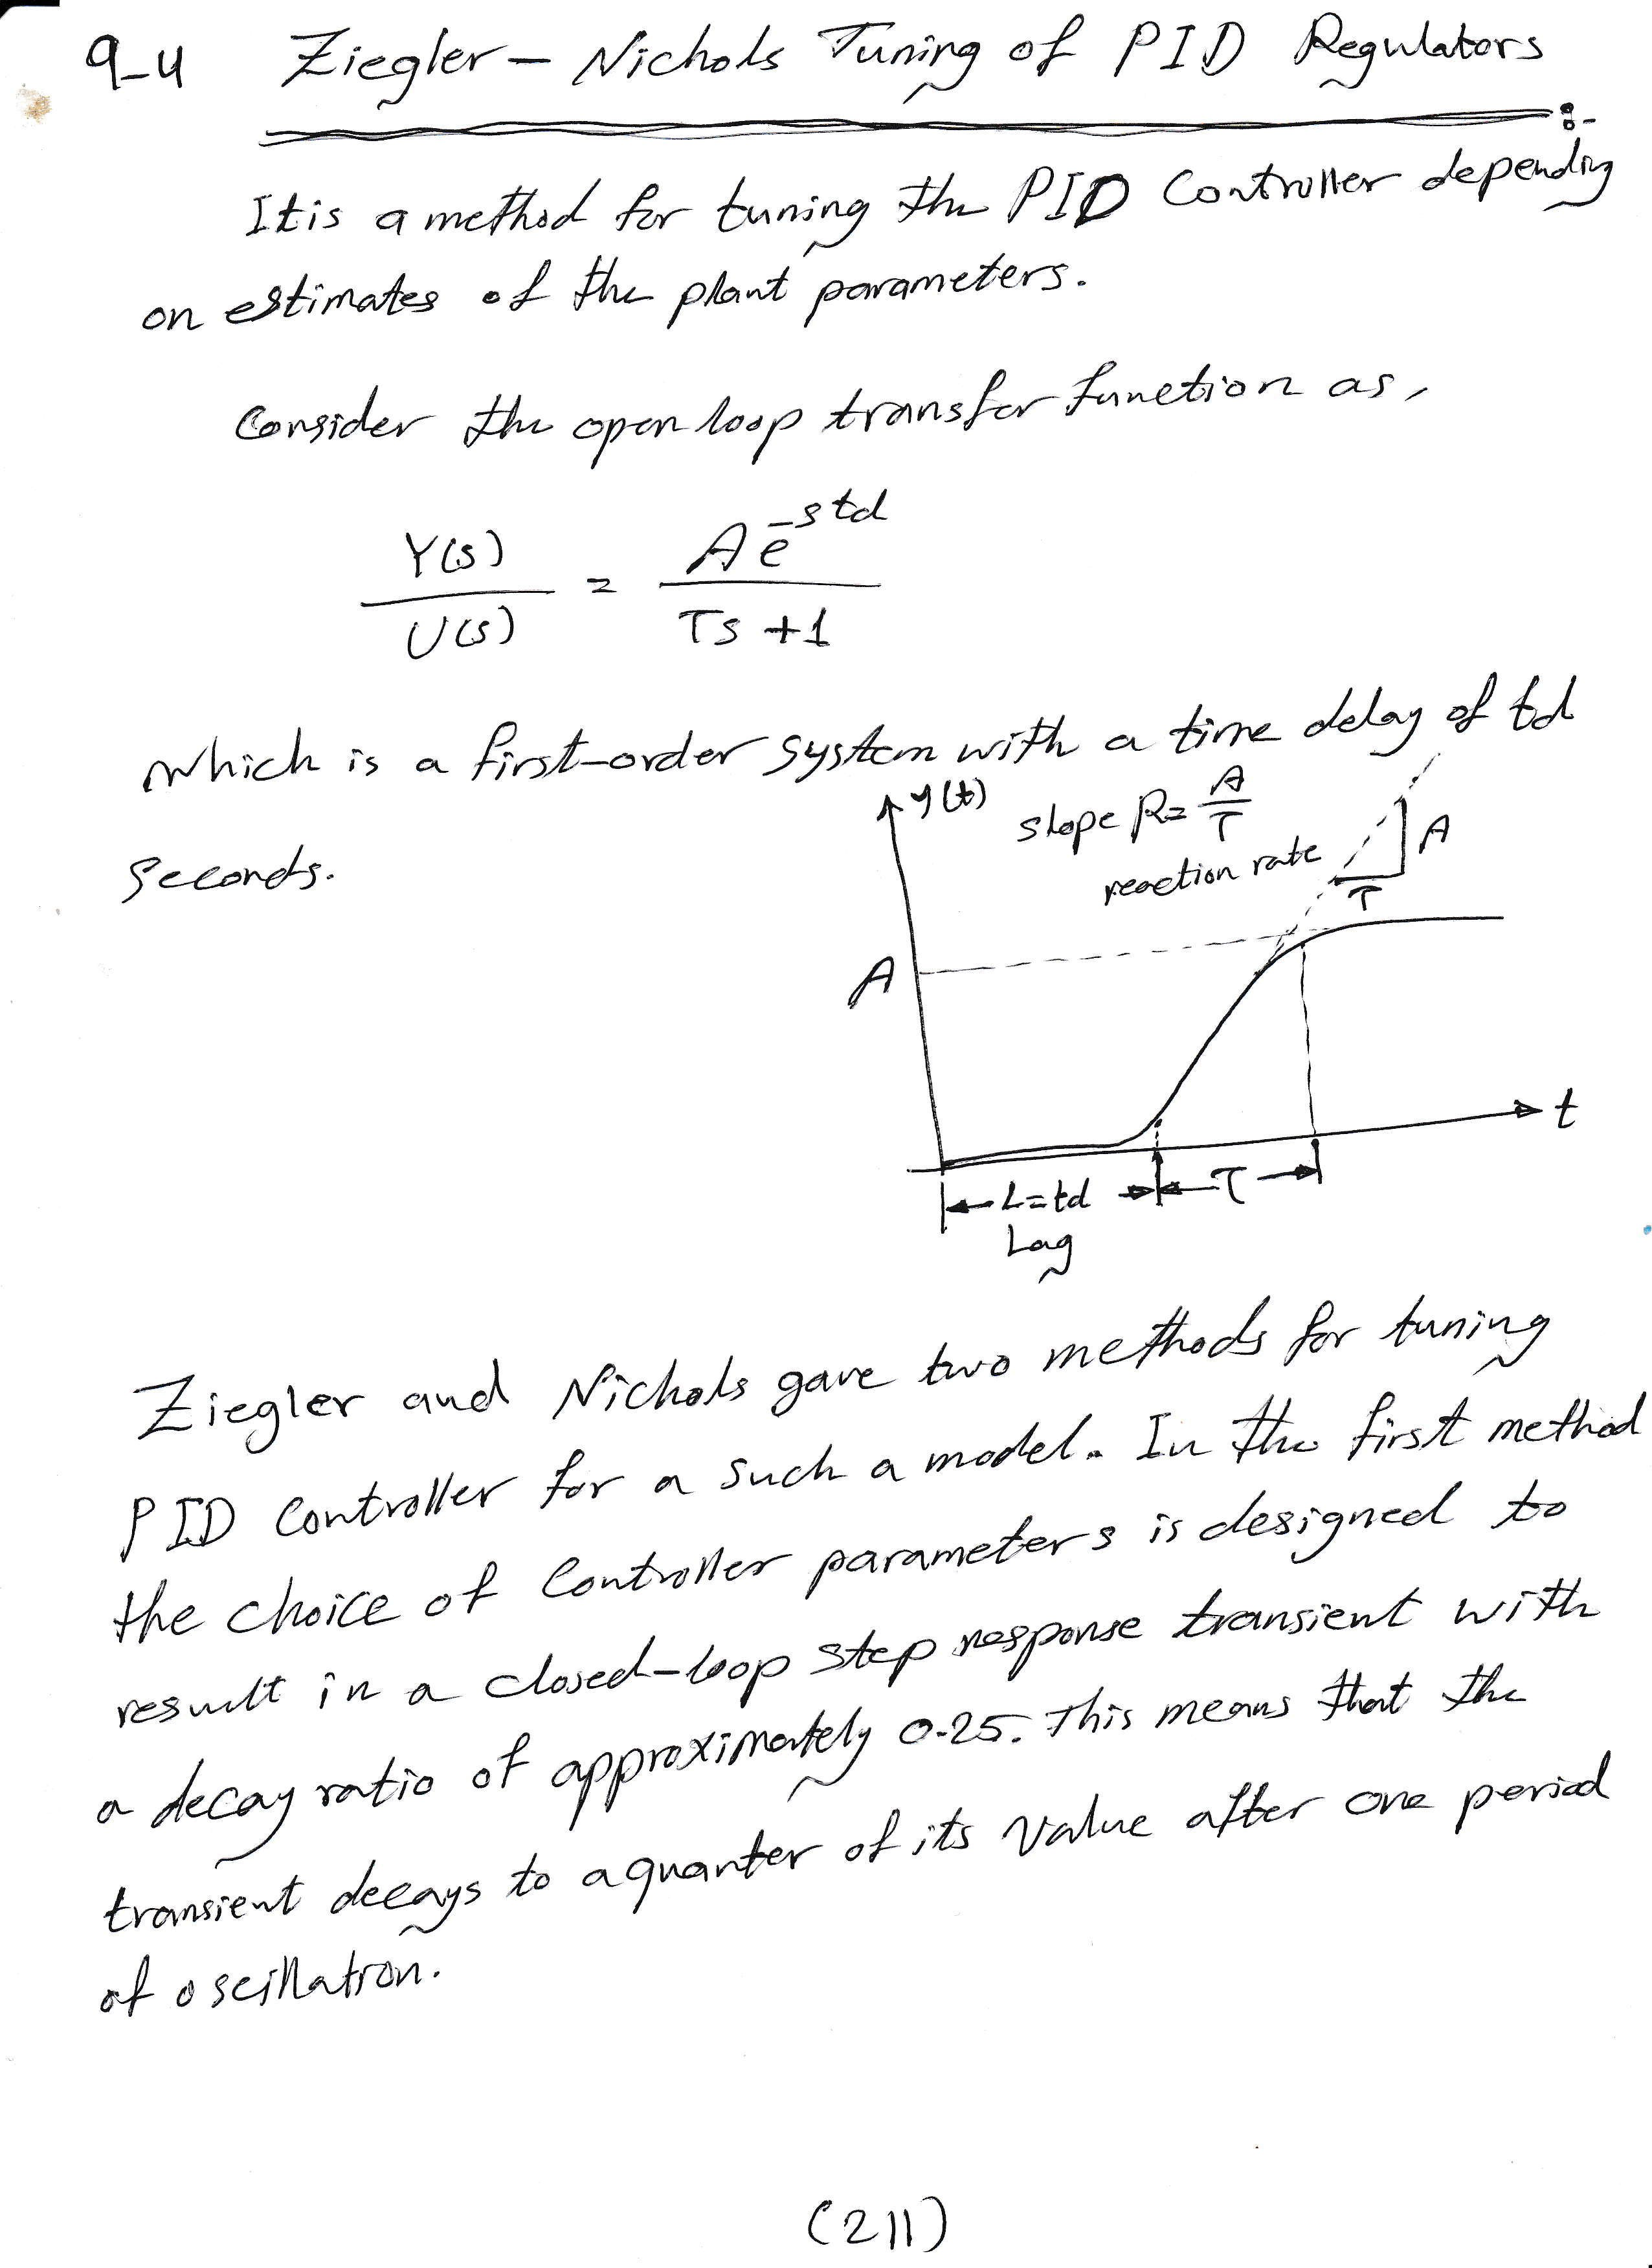 9-4 Ziegler - Nichols Tuning of PID Regulators :-
It is a method for tuning the PID Controller depending
on estimates of the plant parameters.
Consider the open loop transfer function as,
Y(s) / U(s) = A e^-std / Ts + 1
which is a first-order system with a time delay of td
seconds.
y(t)
slope R = A / T
reaction rate
A
T
A
t
L = td
T
Lag
Ziegler and Nichols gave two methods for tuning
PID Controller for a such a model. In the first method
the choice of Controller parameters is designed to
result in a closed-loop step response transient with
a decay ratio of approximately 0.25. This means that the
transient decays to a quarter of its value after one period
of oscillation.
(211)